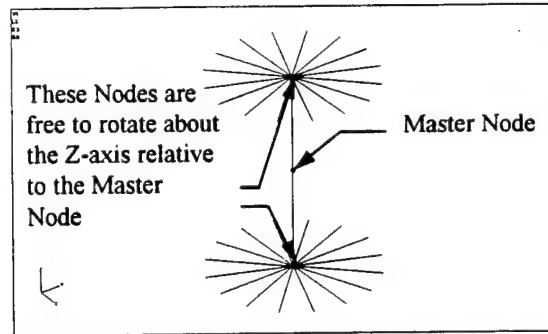 These Nodes are
free to rotate about
the Z-axis relative
to the Master
Node
Master Node